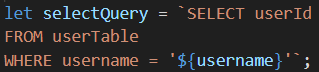 let selectQuery = `SELECT userId
FROM userTable
WHERE username = '${username}'`;